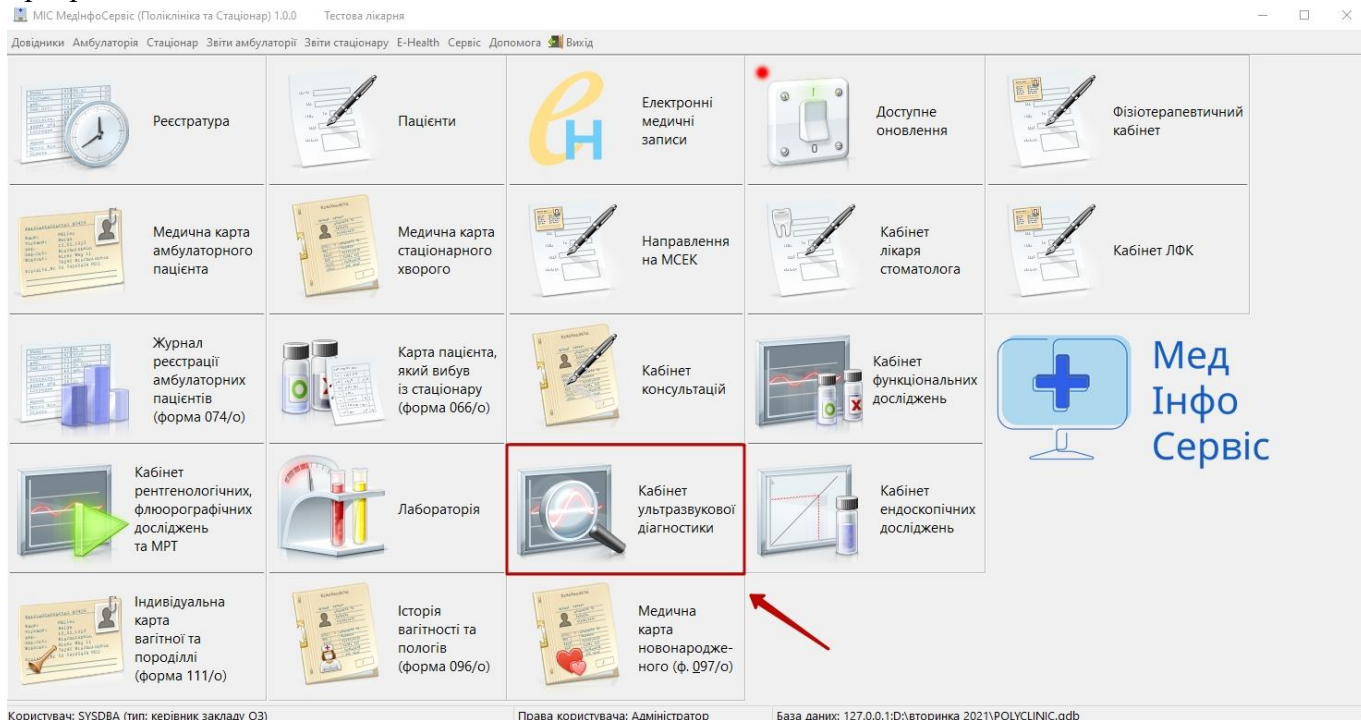 МІС МедІнфоСервіс (Поліклініка та Стаціонар) 1.0.0 Тестова лікарня
Довідники Амбулаторія Стаціонар Звіти амбулаторії Звіти стаціонару E-Health Сервіс Допомога Вихід
Реєстратура
Пацієнти
Електронні
медичні
записи
Доступне
оновлення
Фізіотерапевтичний
кабінет
Медична карта
амбулаторного
пацієнта
Медична карта
стаціонарного
хворого
Направлення
на МСЕК
Кабінет
лікаря
стоматолога
Кабінет ЛФК
Журнал
реєстрації
амбулаторних
пацієнтів
(форма 074/о)
Карта пацієнта,
який вибув
із стаціонару
(форма 066/о)
Кабінет
консультацій
Кабінет
функціональних
досліджень
Мед
Інфо
Сервіс
Кабінет
рентгенологічних,
флюорографічних
досліджень
та МРТ
Лабораторія
Кабінет
ультразвукової
діагностики
Кабінет
ендоскопічних
досліджень
Індивідуальна
карта
вагітної та
породіллі
(форма 111/о)
Історія
вагітності та
пологів
(форма 096/о)
Медична
карта
новонародже-
ного (ф. 097/о)
Користувач: SYSDBA (тип: керівник закладу ОЗ) Права користувача: Адміністратор База даних: 127.0.0.1:D:\вторинка 2021\POLYCLINIC.gdb